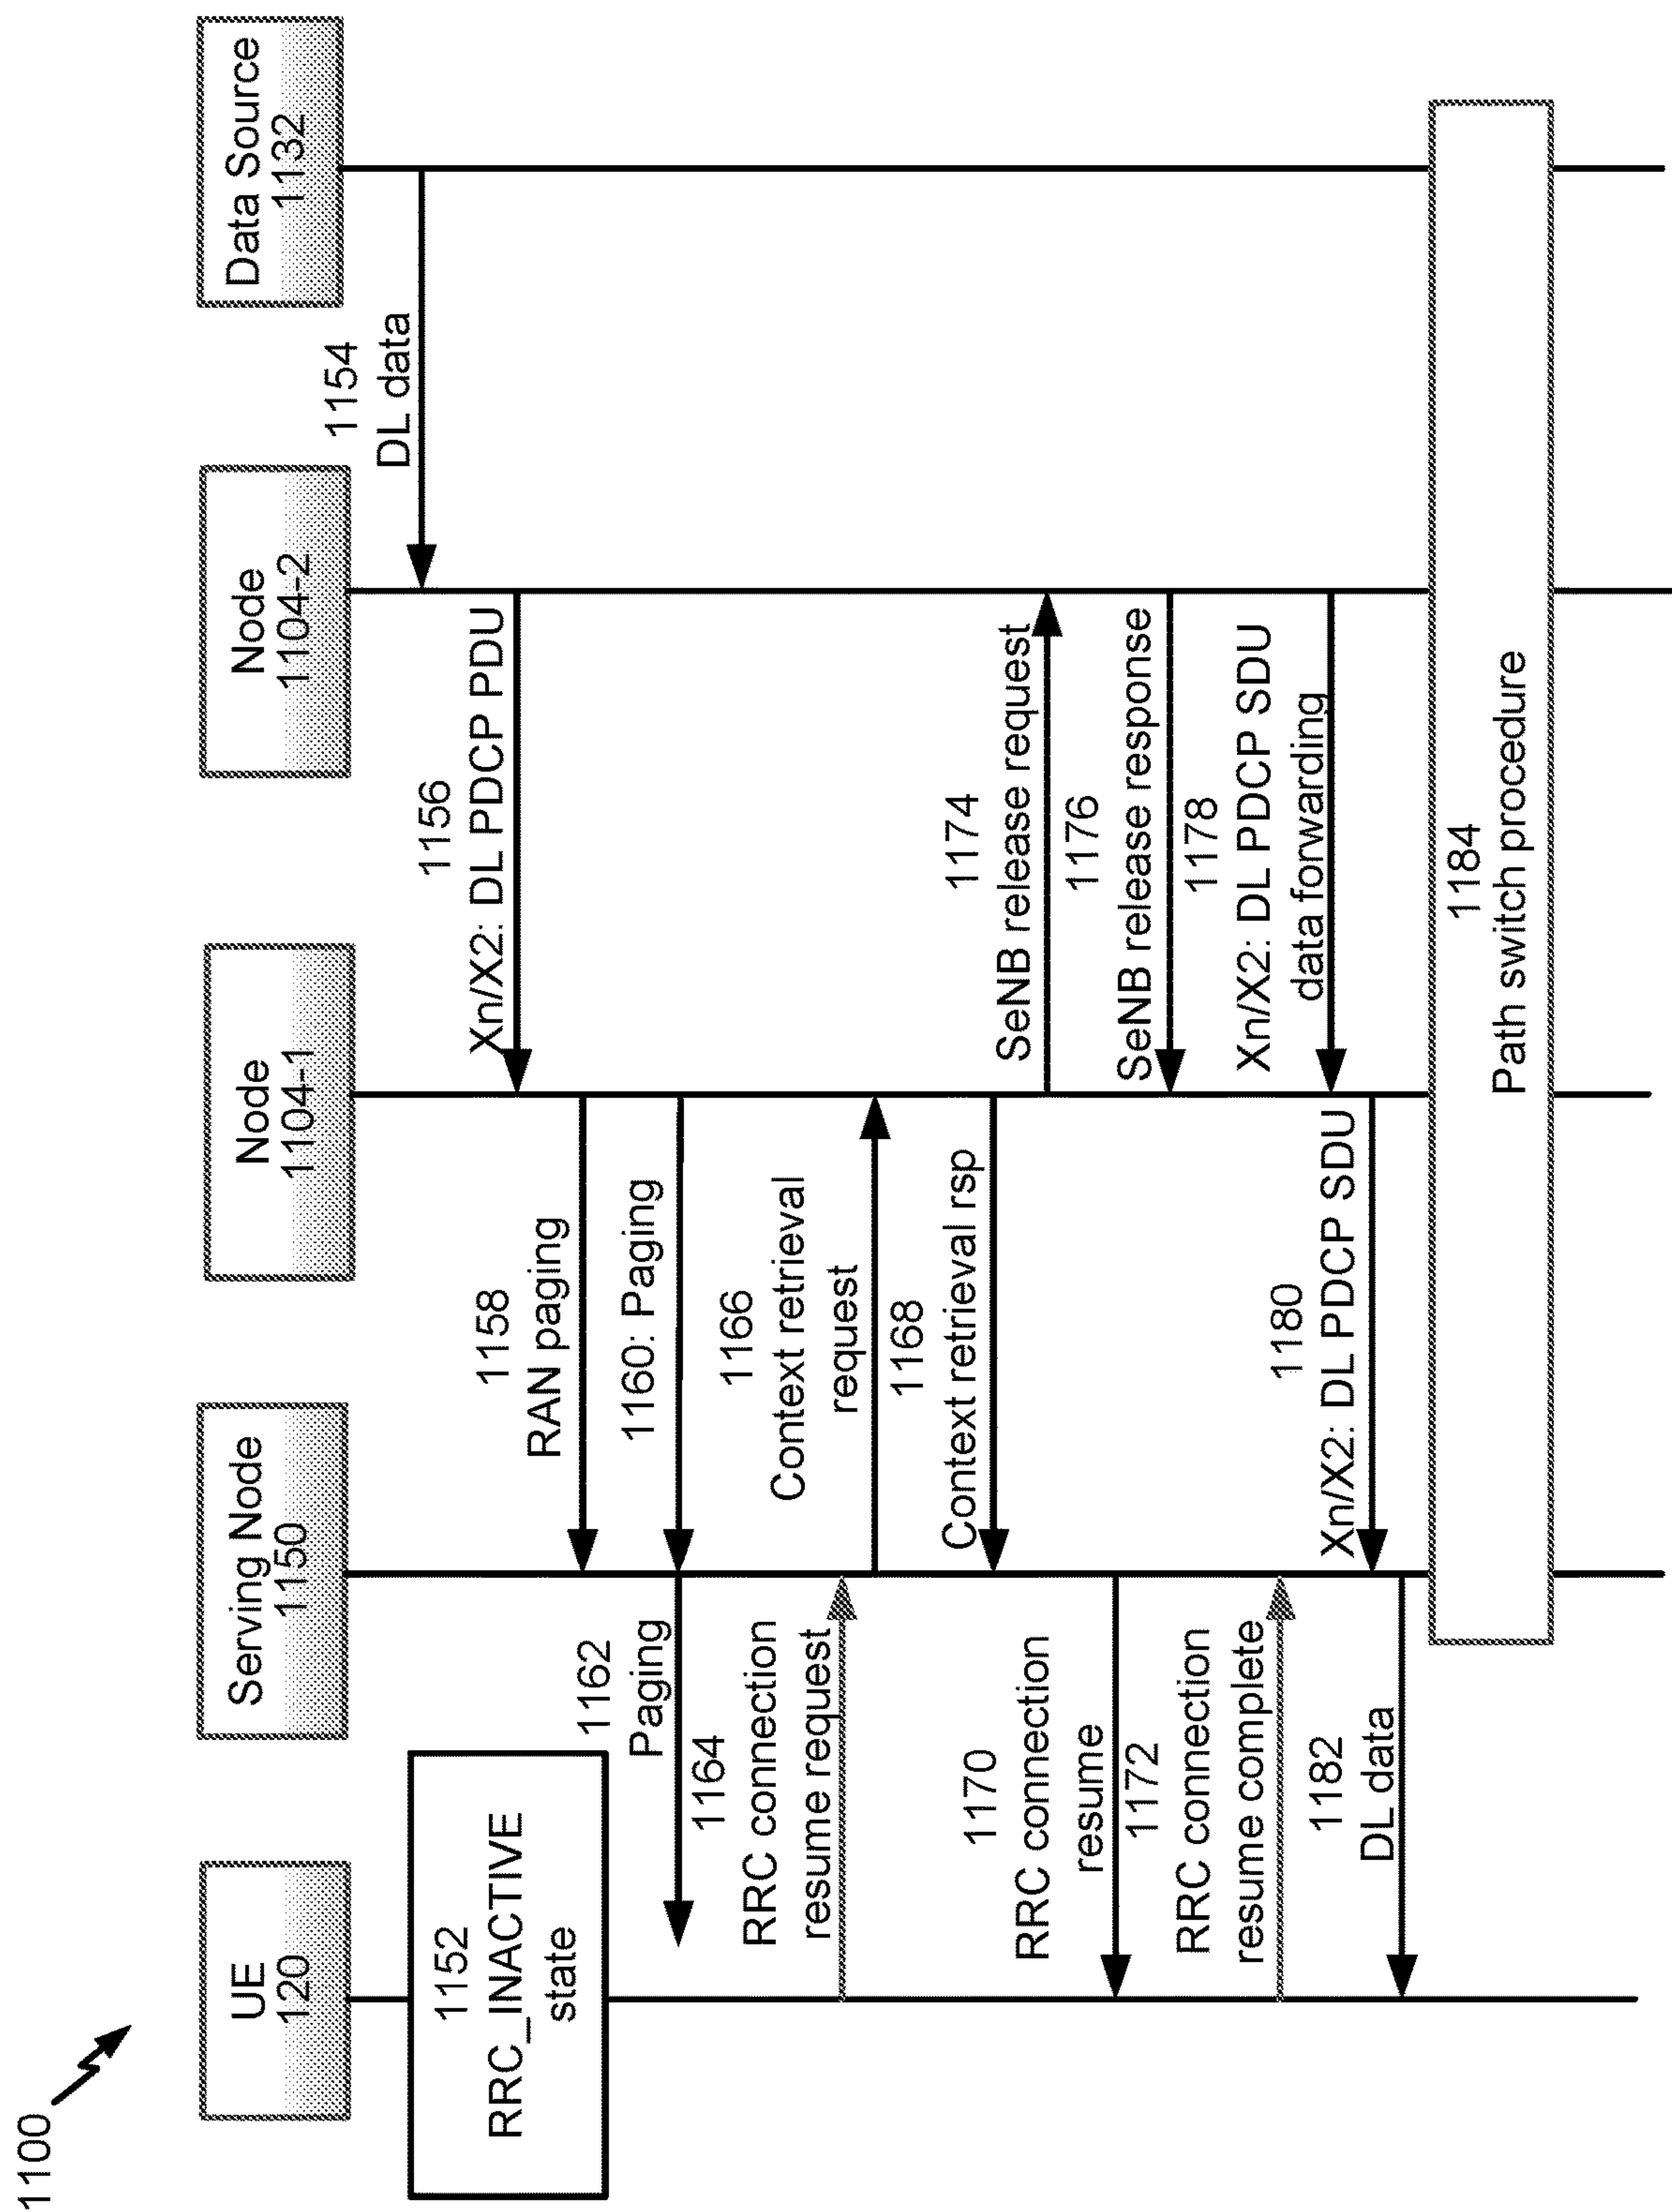 1100
UE
120
Serving Node
1150
Node
1104-1
Node
1104-2
Data Source
1132
1152
RRC_INACTIVE
state
1154
DL data
1156
Xn/X2: DL PDCP PDU
1158
RAN paging
1160: Paging
1162
Paging
1164
RRC connection
resume request
1166
Context retrieval
request
1168
Context retrieval rsp
1170
RRC connection
resume
1172
RRC connection
resume complete
1174
SeNB release request
1176
SeNB release response
1178
Xn/X2: DL PDCP SDU
data forwarding
1180
Xn/X2: DL PDCP SDU
1182
DL data
1184
Path switch procedure